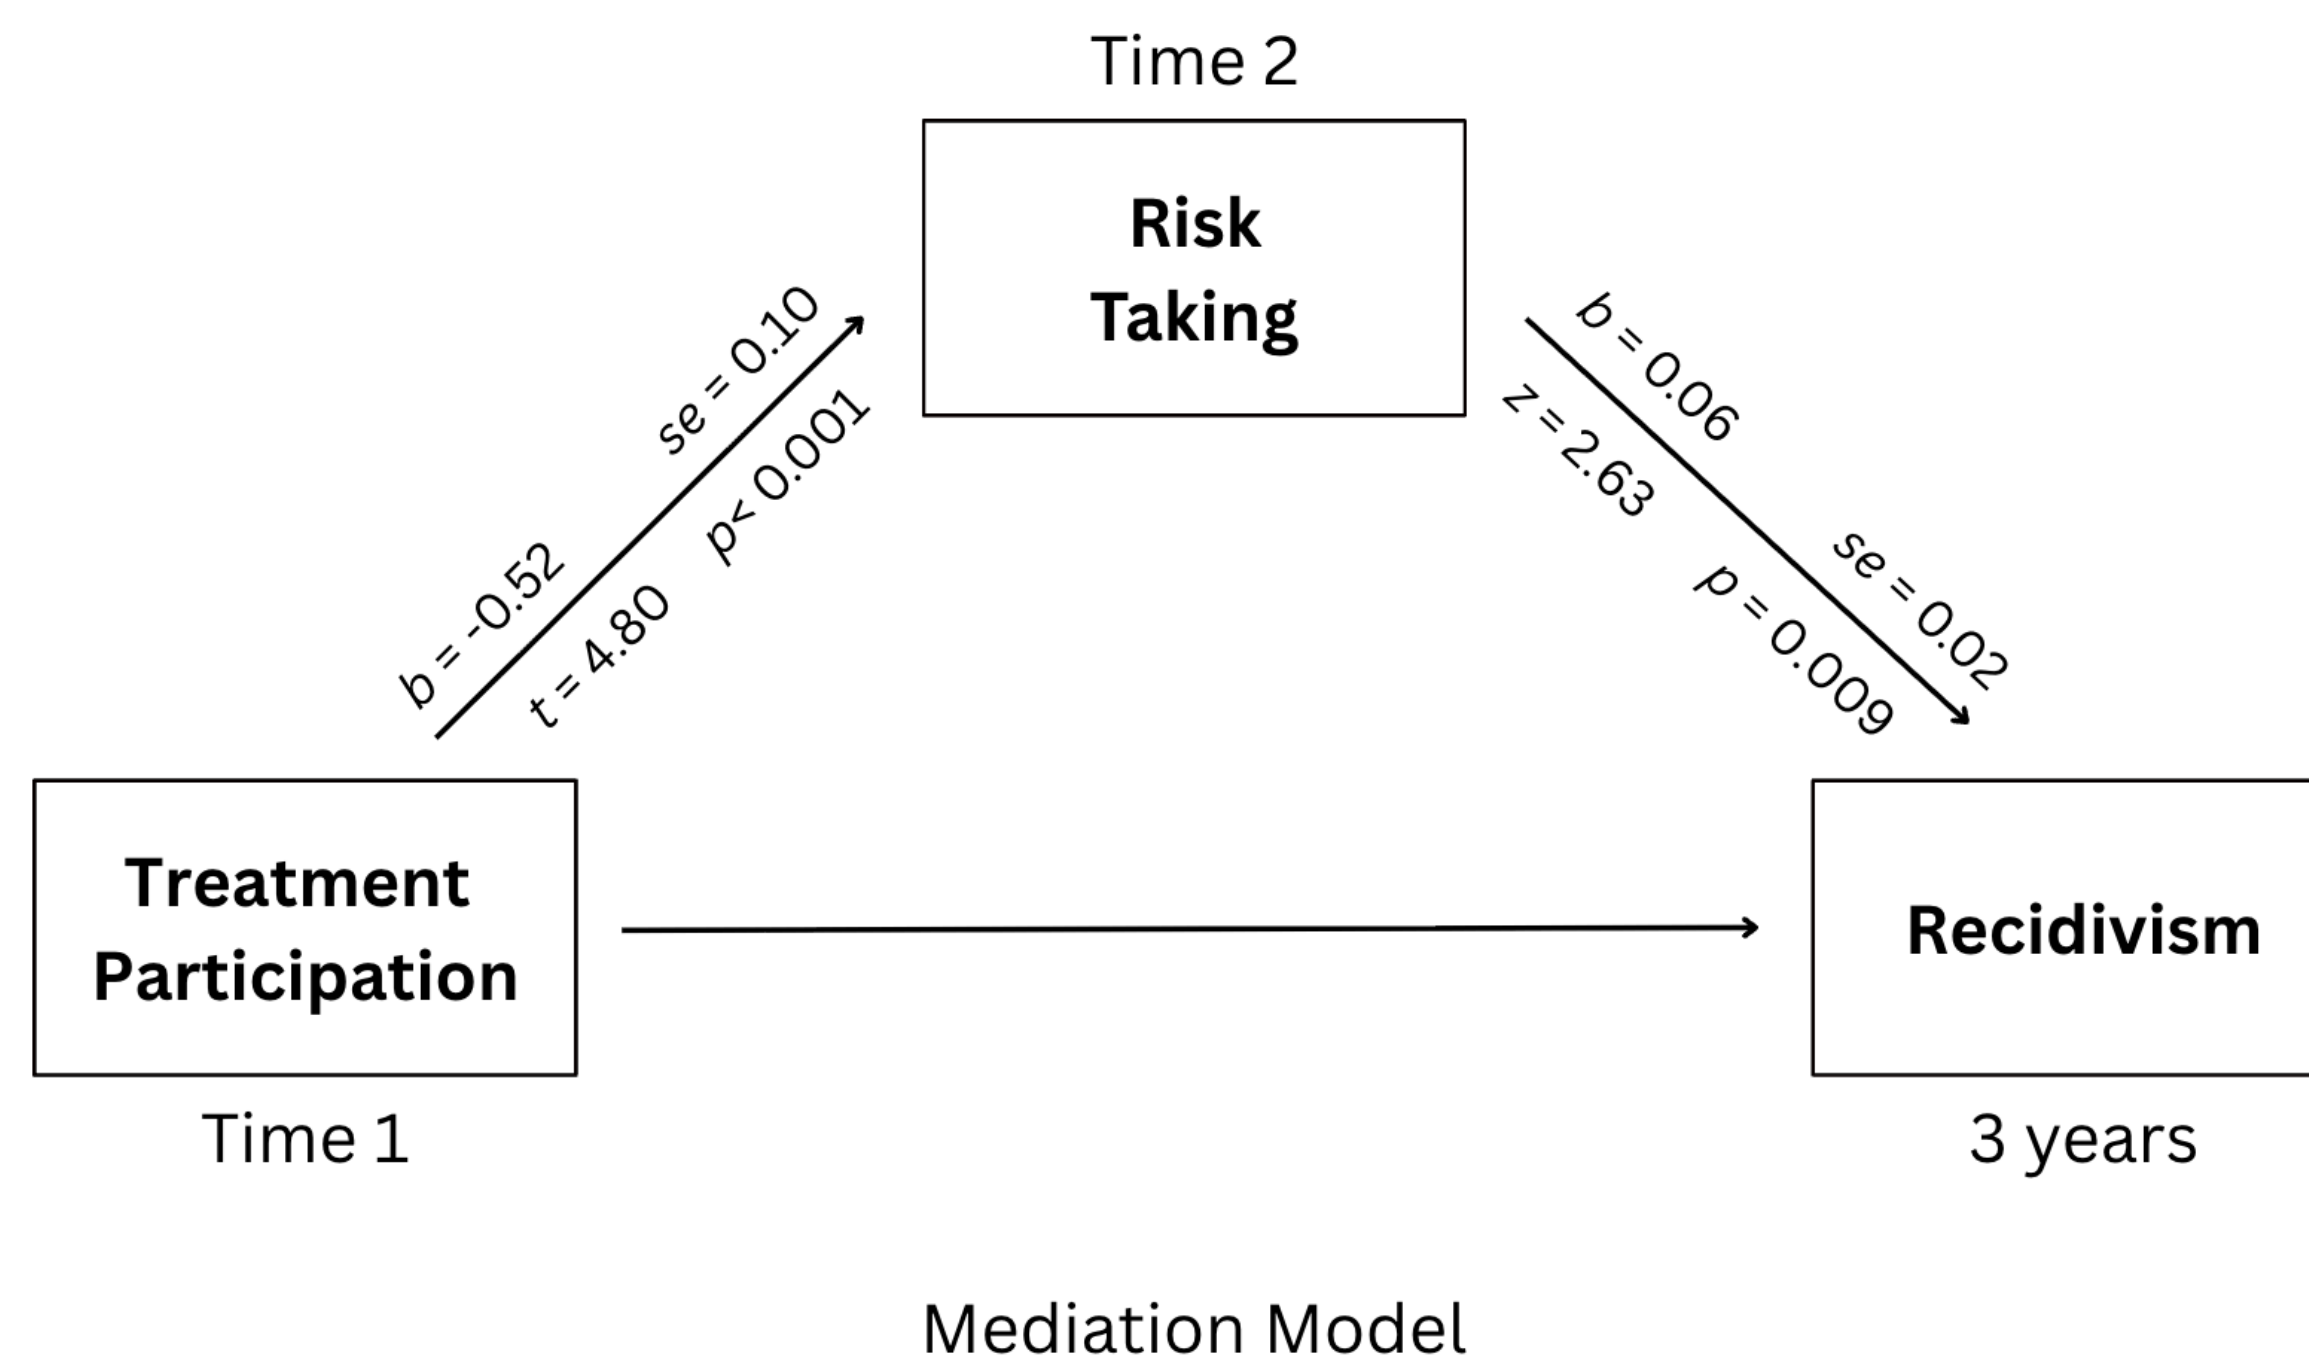 Time 2
Risk
Taking
b = -0.52
se = 0.10
t = 4.80
p< 0.001
b = 0.06
se = 0.02
z = 2.63
p = 0.009
Treatment
Participation
Time 1
Recidivism
3 years
Mediation Model